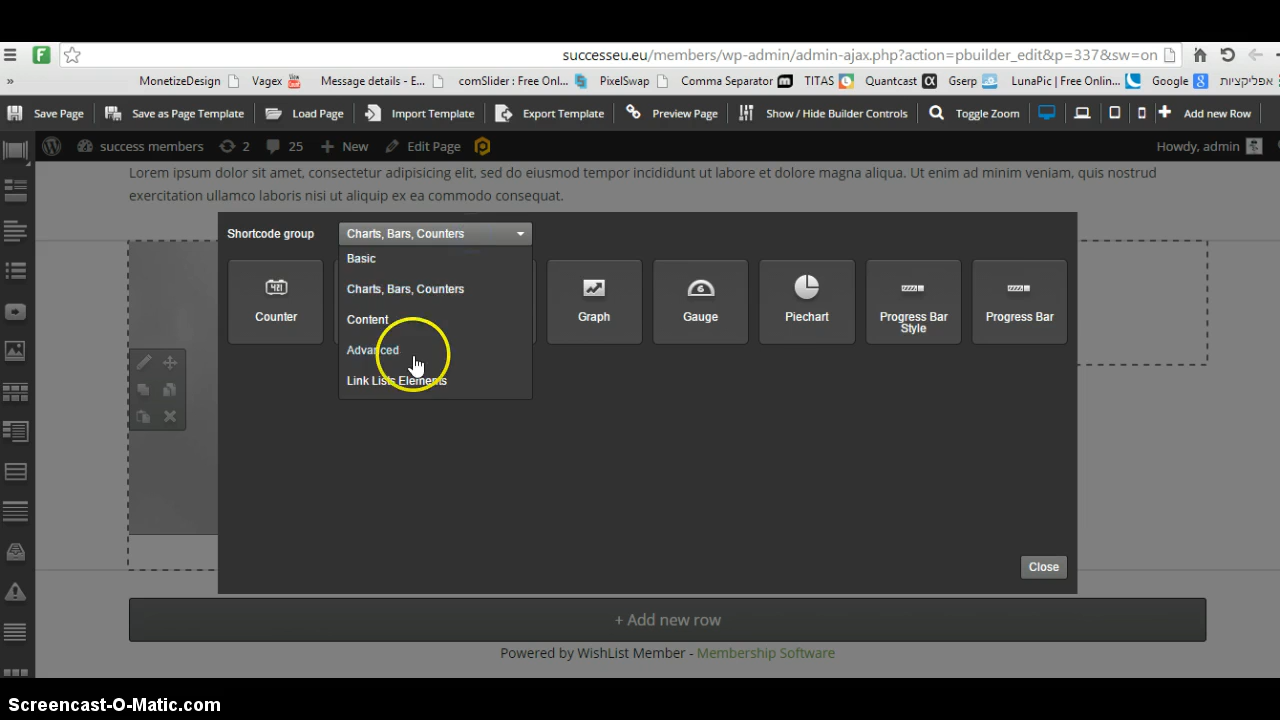 successeu.eu/members/wp-admin/admin-ajax.php?action=pbuilder_edit&p=337&sw=on
» MonetizeDesign Vagex Message details - E... comSlider : Free Onl... PixelSwap Comma Separator TITAS Quantcast Gserp LunaPic | Free Onlin... Google אפליקציות
Save Page Save as Page Template Load Page Import Template Export Template Preview Page Show / Hide Builder Controls Toggle Zoom Add new Row
success members 2 25 New Edit Page Howdy, admin
Lorem ipsum dolor sit amet, consectetur adipisicing elit, sed do eiusmod tempor incididunt ut labore et dolore magna aliqua. Ut enim ad minim veniam, quis nostrud
exercitation ullamco laboris nisi ut aliquip ex ea commodo consequat.
Shortcode group Charts, Bars, Counters
Basic
Charts, Bars, Counters
Content
Advanced
Link Lists Elements
Counter
Graph
Gauge
Piechart
Progress Bar
Style
Progress Bar
Close
+ Add new row
Powered by WishList Member - Membership Software
Screencast-O-Matic.com